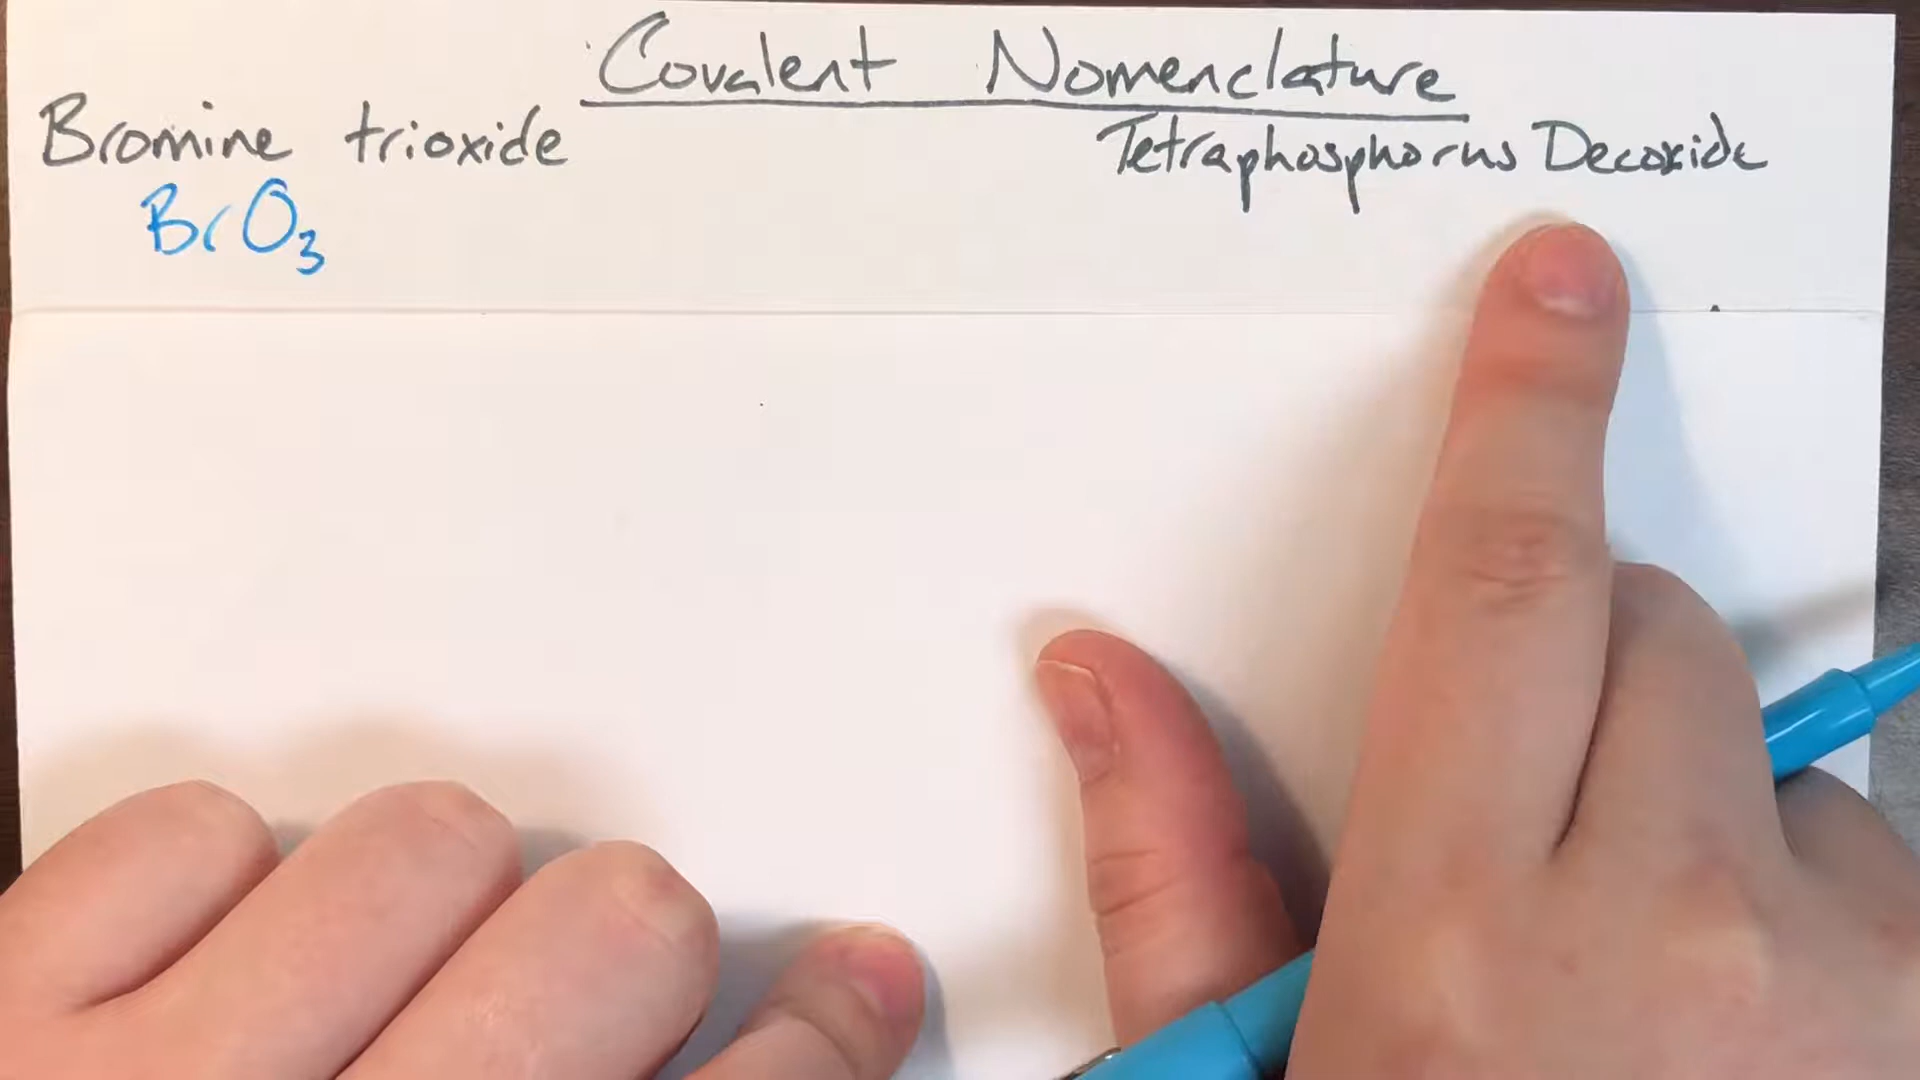 Covalent Nomenclature
Bromine trioxide
BrO₃
Tetraphosphorus Decoxide